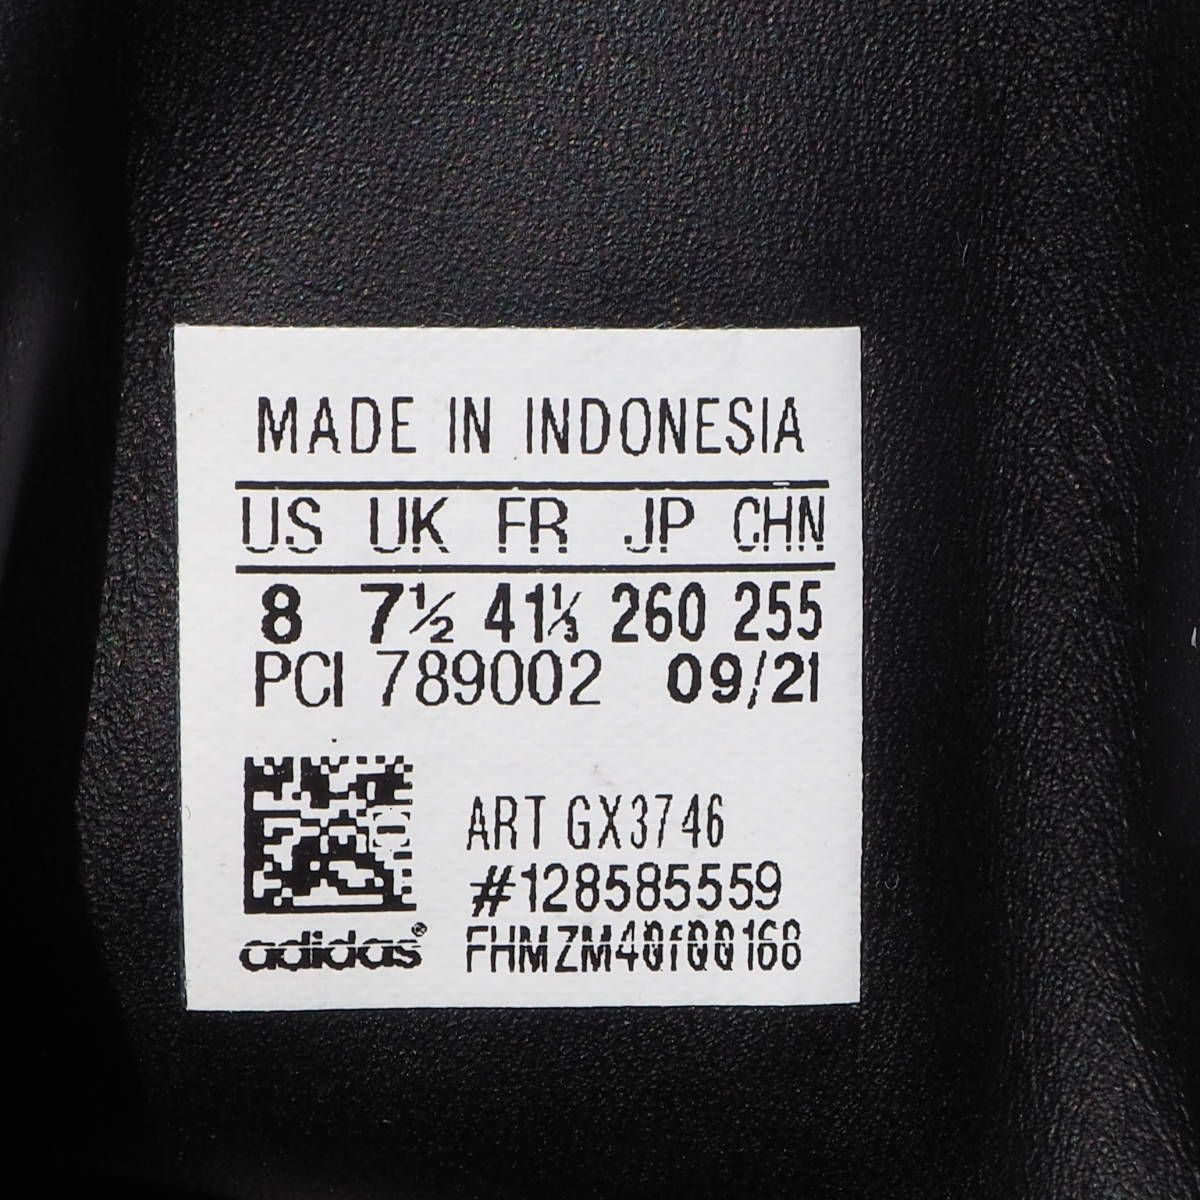 MADE IN INDONESIA
US UK FR JP CHN
8 7½ 41⅓ 260 255
PCI 789002 09/21
ART GX3746
#128585559
adidas®